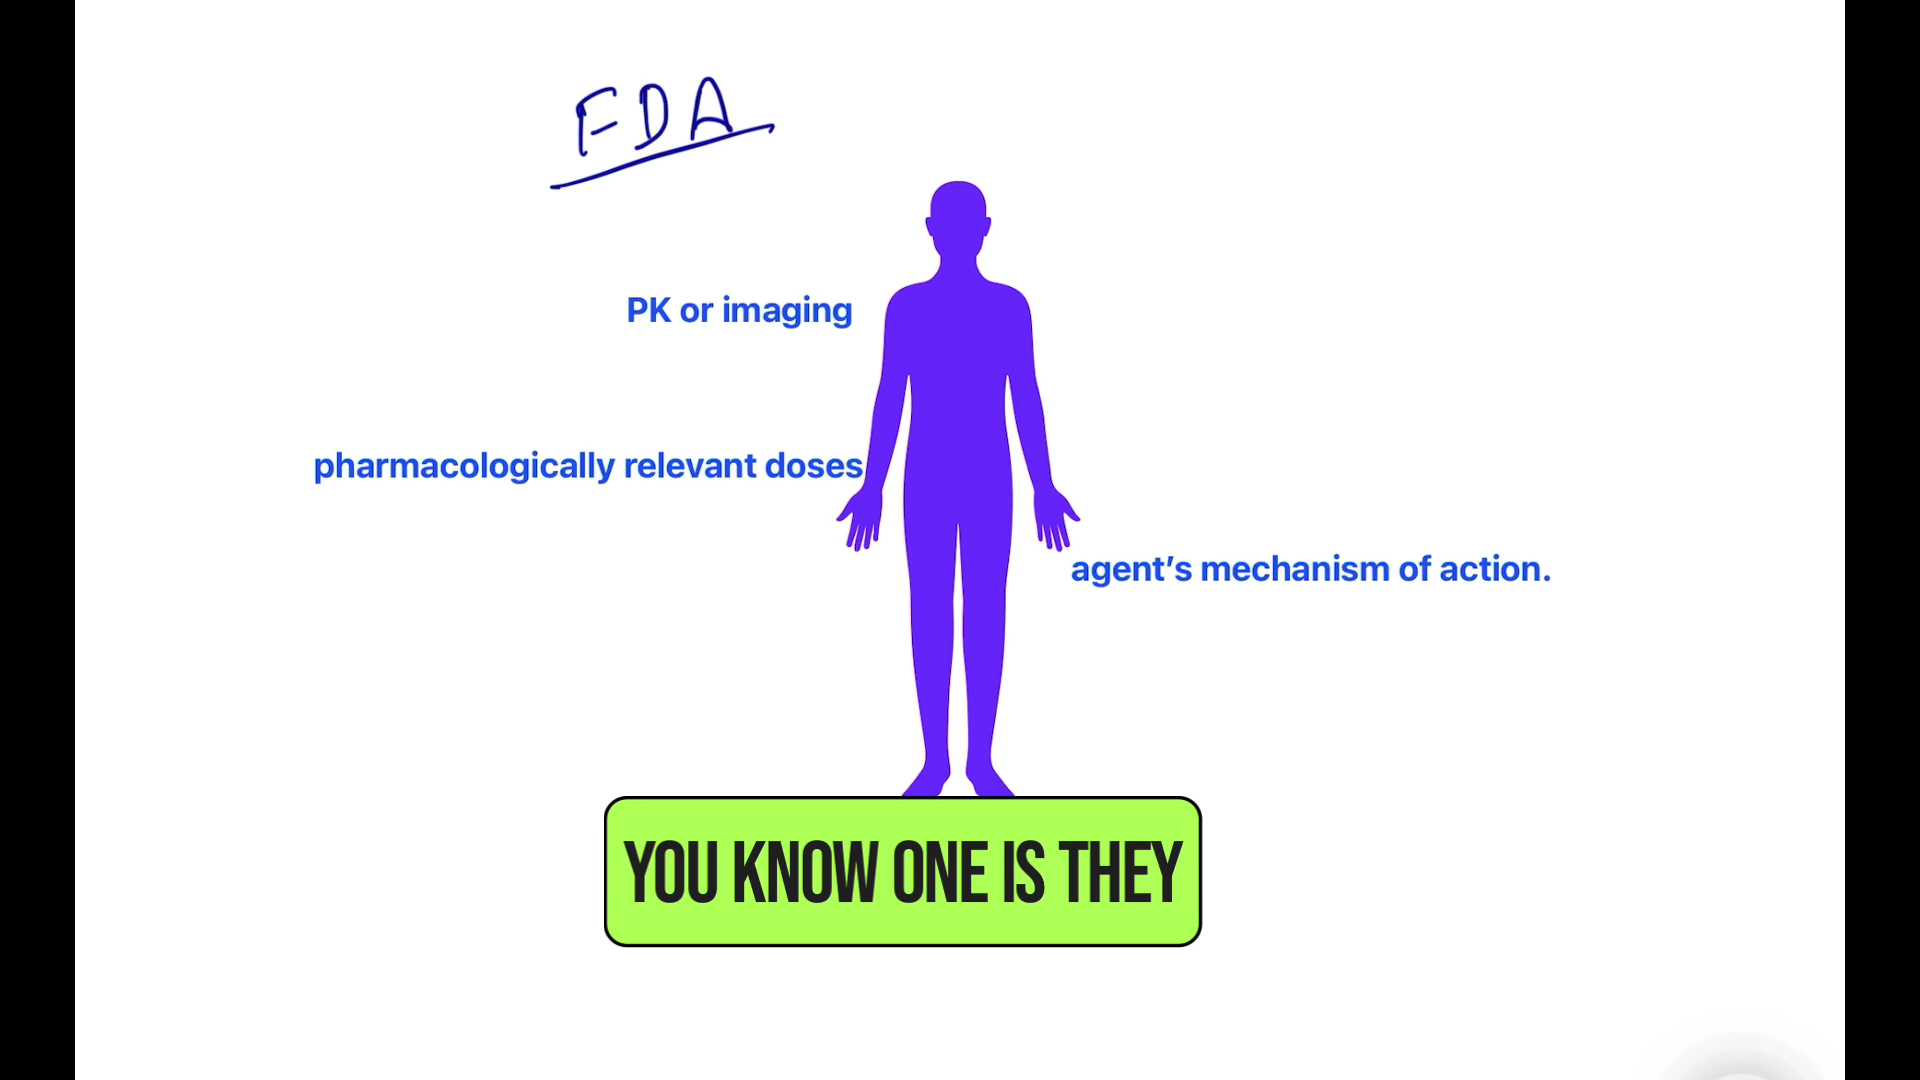 FDA
PK or imaging
pharmacologically relevant doses
agent’s mechanism of action.
YOU KNOW ONE IS THEY